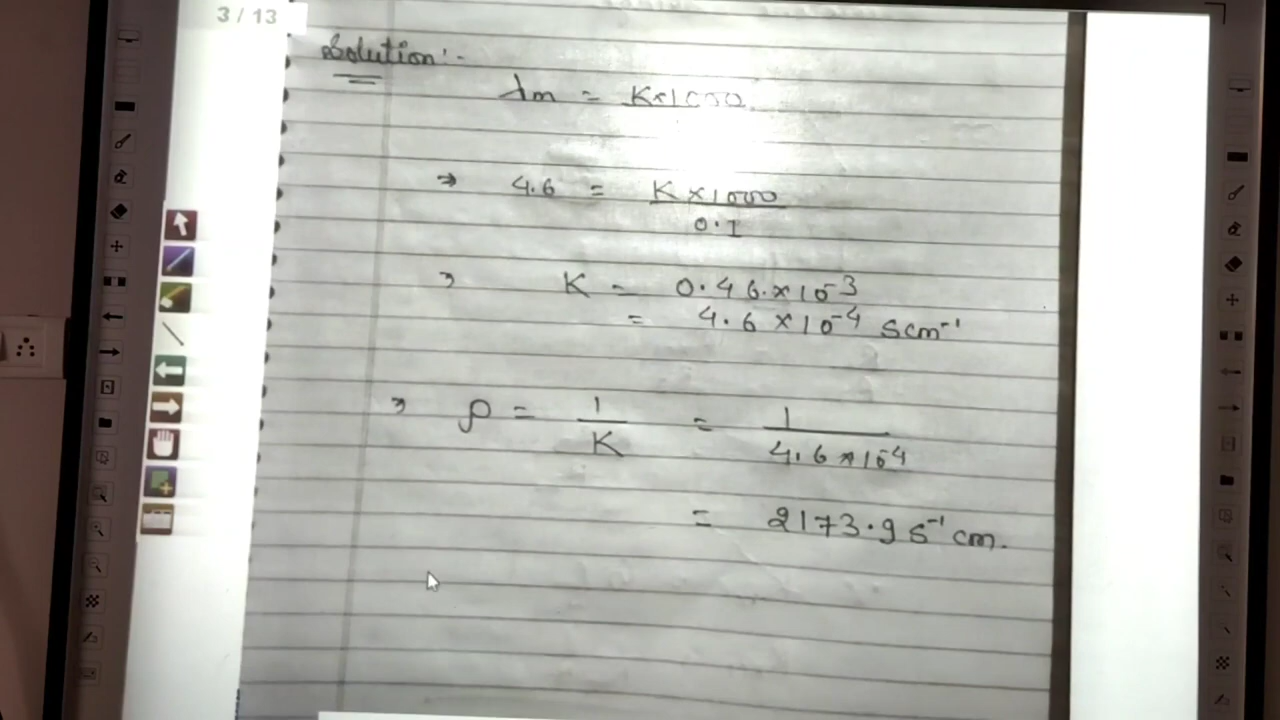 3 / 13
Solution:-
λm = K×1000
⇒ 4.6 = K×1000
0.1
⇒ K = 0.46×10⁻³
= 4.6×10⁻⁴ Scm⁻¹
⇒ ρ = 1/K = 1/4.6×10⁻⁴
= 2173.9 S⁻¹ cm.